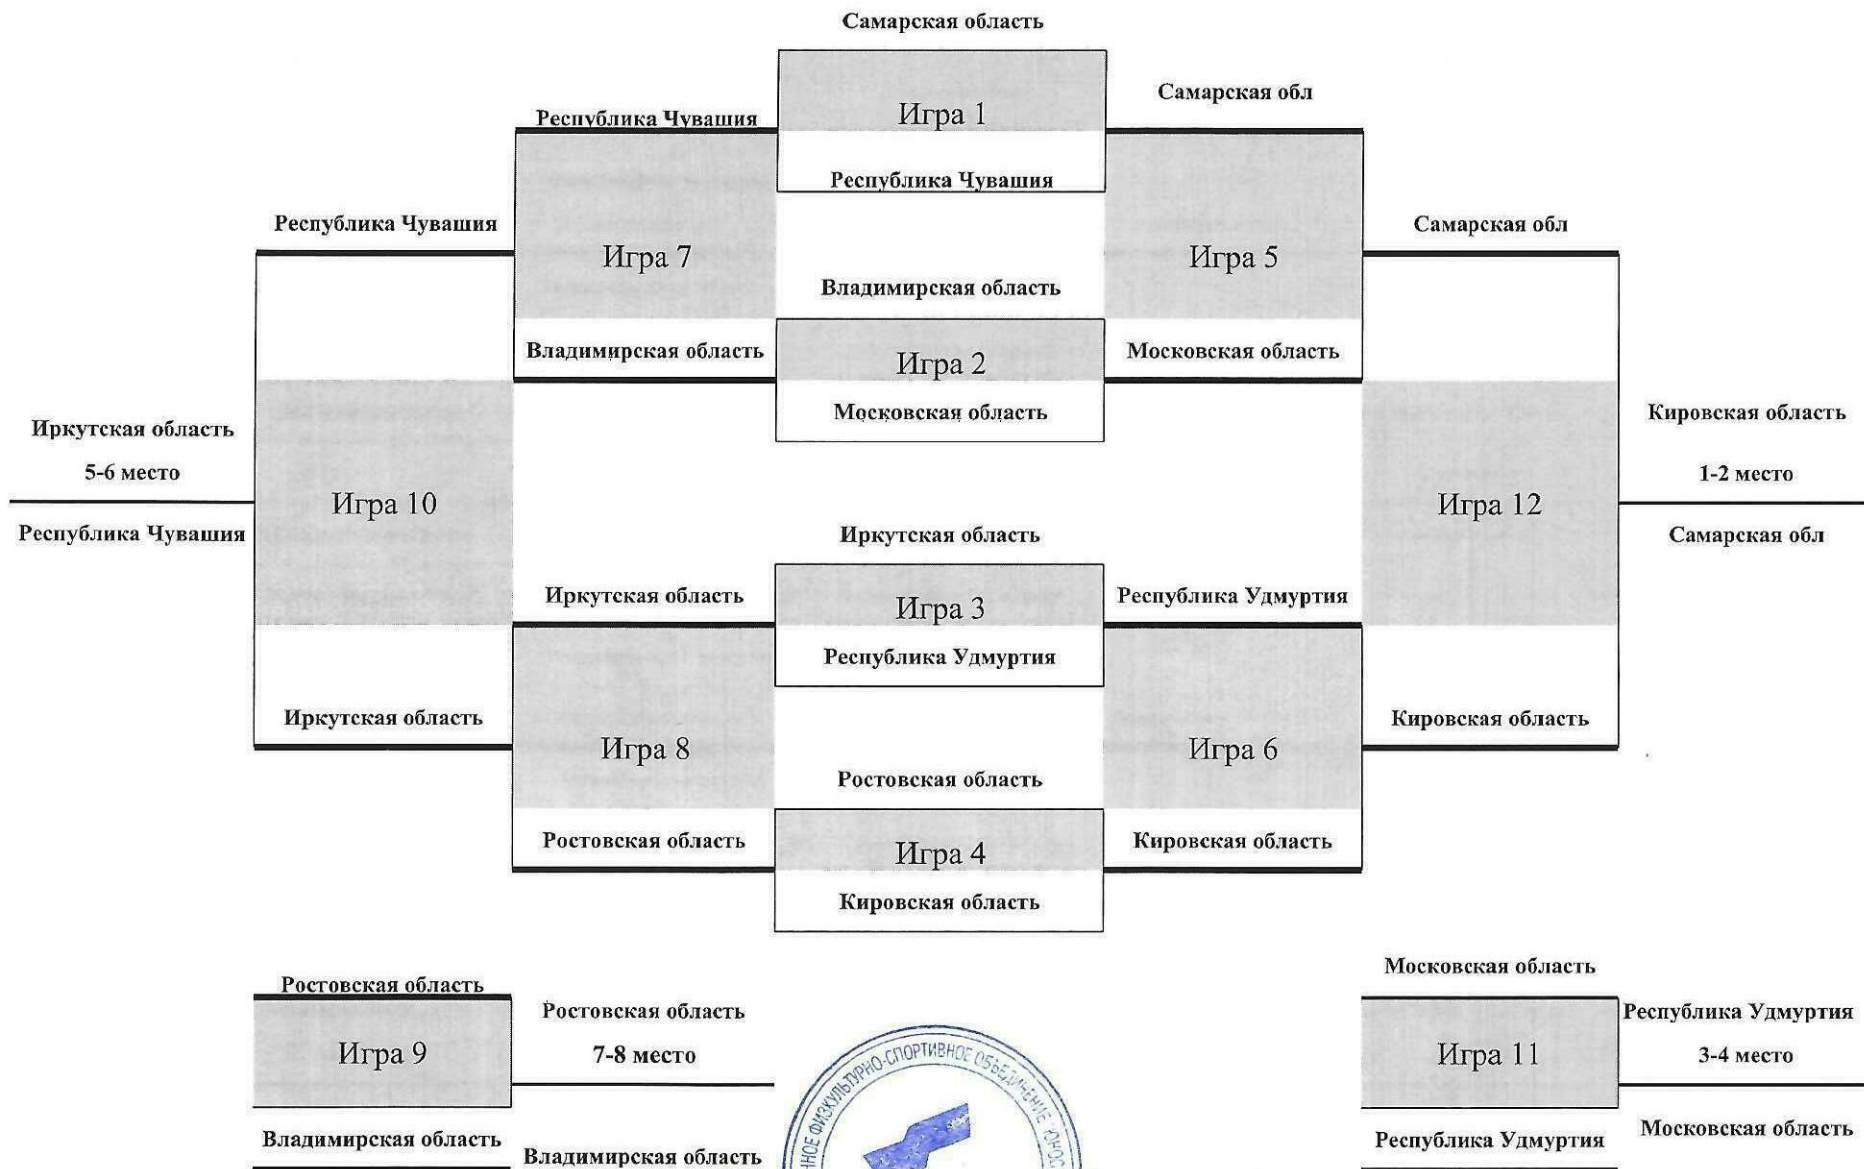 Самарская область
Игра 1
Республика Чувашия
Самарская обл
Республика Чувашия
Республика Чувашия
Самарская обл
Игра 7
Игра 5
Владимирская область
Владимирская область
Игра 2
Московская область
Московская область
Иркутская область
5-6 место
Республика Чувашия
Игра 10
Кировская область
1-2 место
Самарская обл
Игра 12
Иркутская область
Иркутская область
Игра 3
Республика Удмуртия
Республика Удмуртия
Иркутская область
Кировская область
Игра 8
Игра 6
Ростовская область
Ростовская область
Игра 4
Кировская область
Кировская область
Ростовская область
Игра 9
Владимирская область
Ростовская область
7-8 место
Владимирская область
ФИЗКУЛЬТУРНО-СПОРТИВНОЕ ОБЪЕДИНЕНИЕ
Московская область
Игра 11
Республика Удмуртия
Республика Удмуртия
3-4 место
Московская область